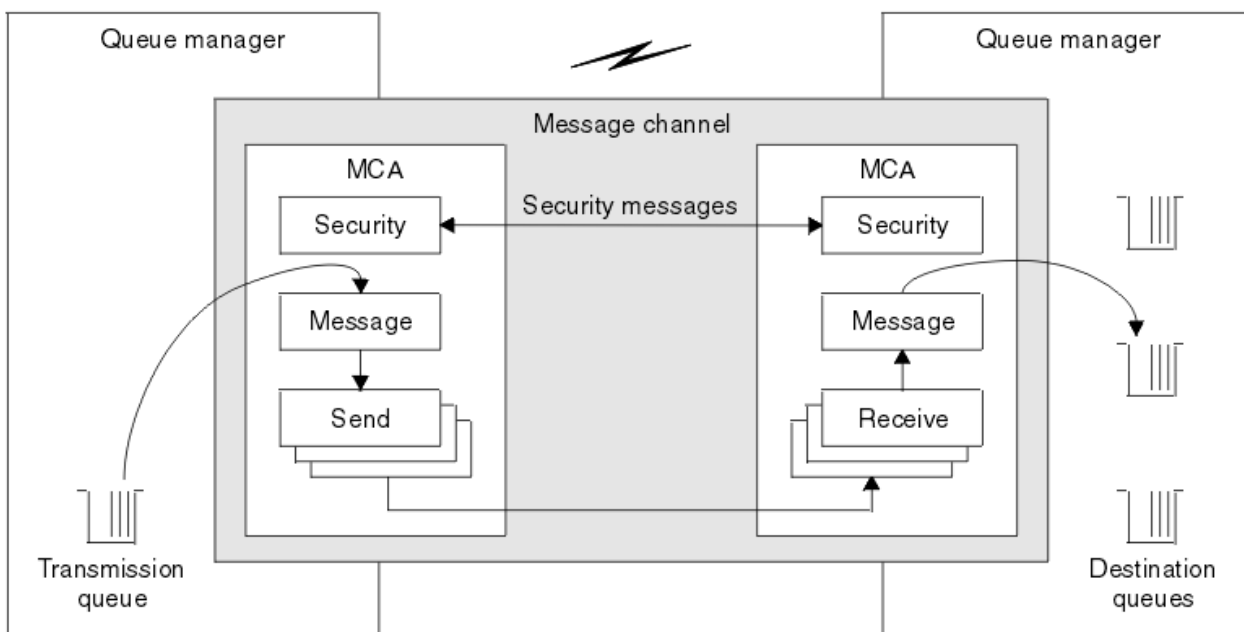 Queue manager
Queue manager
Message channel
MCA
MCA
Security
Security messages
Security
Message
Message
Send
Receive
Transmission
queue
Destination
queues